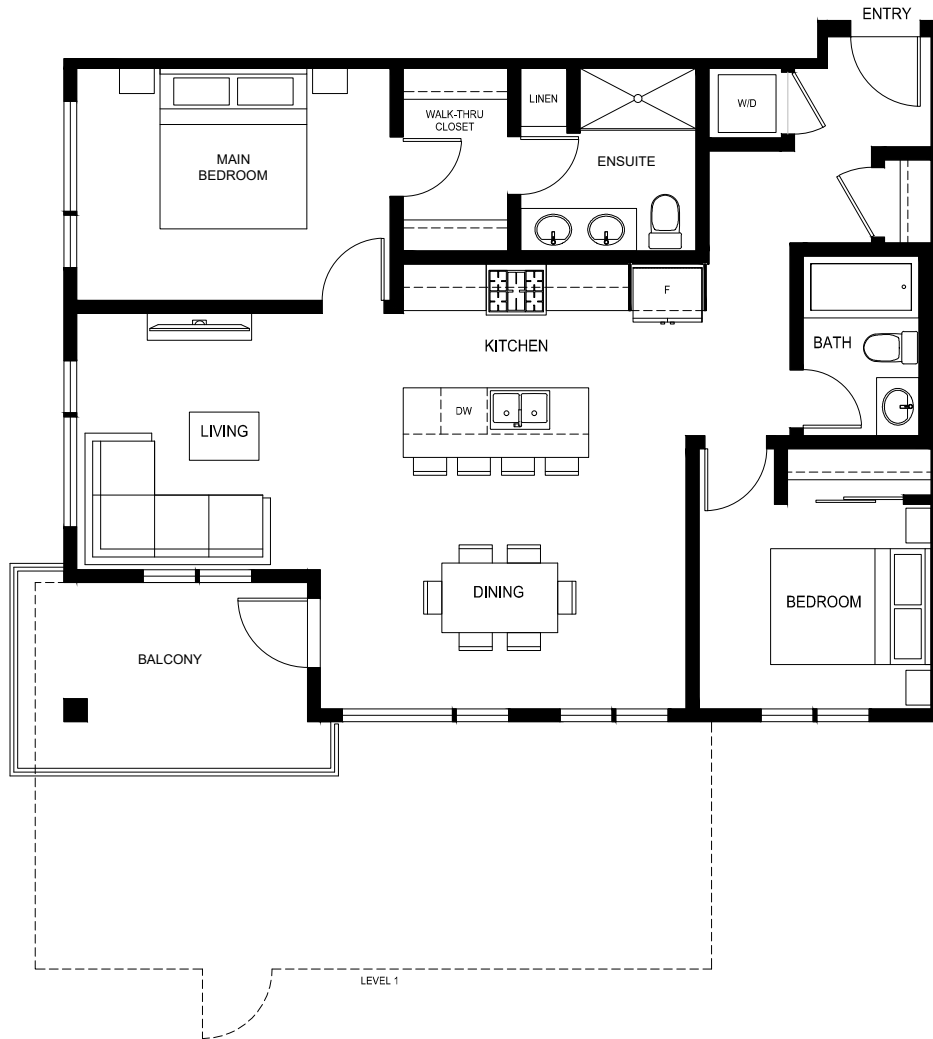 ENTRY
LINEN
W/D
WALK-THRU
CLOSET
MAIN
BEDROOM
ENSUITE
F
KITCHEN
BATH
DW
LIVING
DINING
BEDROOM
BALCONY
LEVEL 1